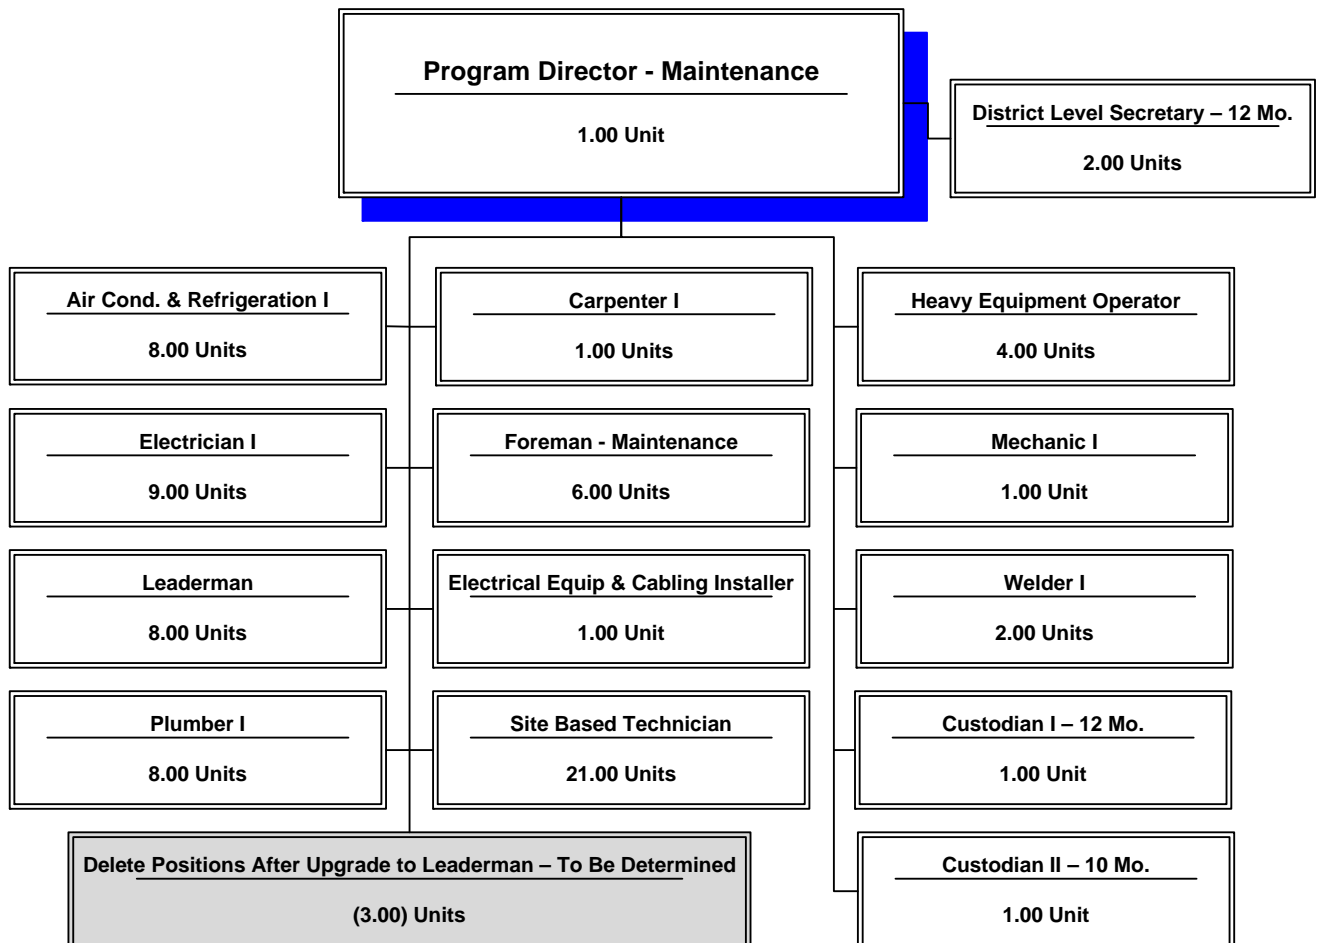 Program Director - Maintenance
1.00 Unit
District Level Secretary – 12 Mo.
2.00 Units
Air Cond. & Refrigeration I
8.00 Units
Carpenter I
1.00 Units
Heavy Equipment Operator
4.00 Units
Electrician I
9.00 Units
Foreman - Maintenance
6.00 Units
Mechanic I
1.00 Unit
Leaderman
8.00 Units
Electrical Equip & Cabling Installer
1.00 Unit
Welder I
2.00 Units
Plumber I
8.00 Units
Site Based Technician
21.00 Units
Custodian I – 12 Mo.
1.00 Unit
Delete Positions After Upgrade to Leaderman – To Be Determined
(3.00) Units
Custodian II – 10 Mo.
1.00 Unit